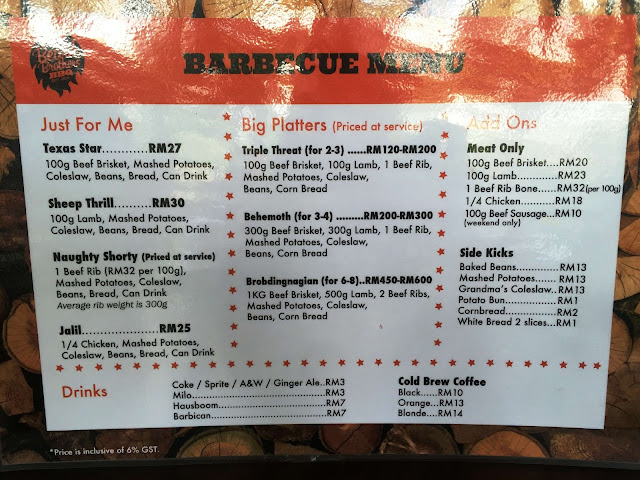 BBQ
BARBECUE MENU
Just For Me
Texas Star...........RM27
100g Beef Brisket, Mashed Potatoes,
Coleslaw, Beans, Bread, Can Drink
Sheep Thrill.........RM30
100g Lamb, Mashed Potatoes,
Coleslaw, Beans, Bread, Can Drink
Naughty Shorty (Priced at service)
1 Beef Rib (RM32 per 100g),
Mashed Potatoes, Coleslaw,
Beans, Bread, Can Drink
Average rib weight is 300g
Jalil......................RM25
1/4 Chicken, Mashed Potatoes,
Coleslaw, Beans, Bread, Can Drink
Big Platters (Priced at service)
Triple Threat (for 2-3) ......RM120-RM200
100g Beef Brisket, 100g Lamb, 1 Beef Rib,
Mashed Potatoes, Coleslaw,
Beans, Corn Bread
Behemoth (for 3-4) .........RM200-RM300
300g Beef Brisket, 300g Lamb, 1 Beef Rib,
Mashed Potatoes, Coleslaw,
Beans, Corn Bread
Brobdingnagian (for 6-8)..RM450-RM600
1KG Beef Brisket, 500g Lamb, 2 Beef Ribs,
Mashed Potatoes, Coleslaw,
Beans, Corn Bread
Add Ons
Meat Only
100g Beef Brisket....RM20
100g Lamb.............RM23
1 Beef Rib Bone......RM32(per 100g)
1/4 Chicken...........RM18
100g Beef Sausage...RM10
(weekend only)
Side Kicks
Baked Beans...........RM13
Mashed Potatoes......RM13
Grandma's Coleslaw..RM13
Potato Bun.............RM1
Cornbread.............RM2
White Bread 2 slices...RM1
Drinks
Coke / Sprite / A&W / Ginger Ale..RM3
Milo...................................RM3
Hausboom...........................RM7
Barbican.............................RM7
Cold Brew Coffee
Black......RM10
Orange...RM13
Blonde....RM14
*Price is inclusive of 6% GST.